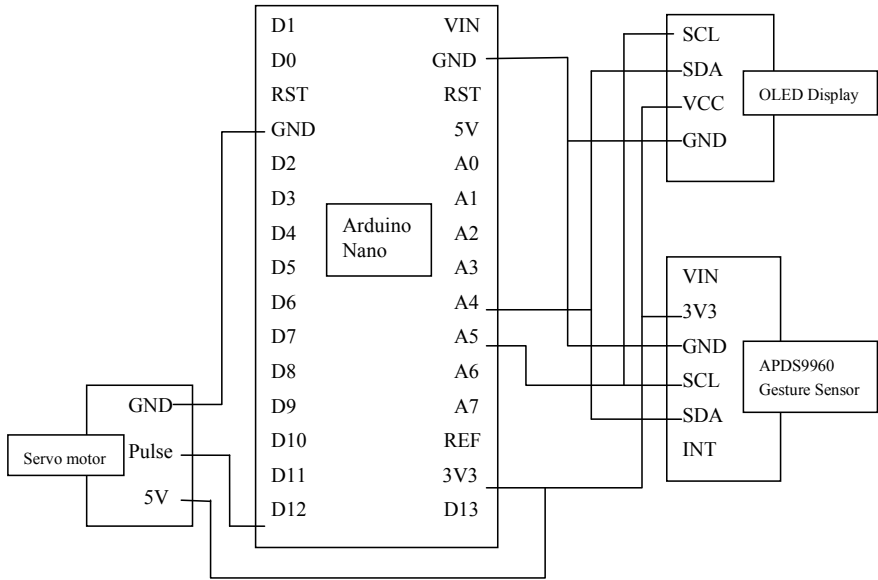 D1
D0
RST
GND
D2
D3
D4
D5
D6
D7
D8
D9
D10
D11
D12
Arduino
Nano
VIN
GND
RST
5V
A0
A1
A2
A3
A4
A5
A6
A7
REF
3V3
D13
SCL
SDA
VCC
GND
OLED Display
VIN
3V3
GND
SCL
SDA
INT
APDS9960
Gesture Sensor
GND
Pulse
5V
Servo motor